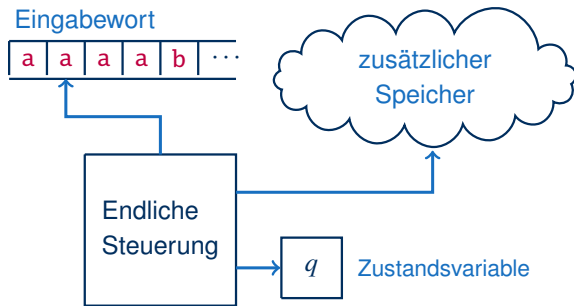 Eingabewort
a a a a b ···
zusätzlicher
Speicher
Endliche
Steuerung
q
Zustandsvariable